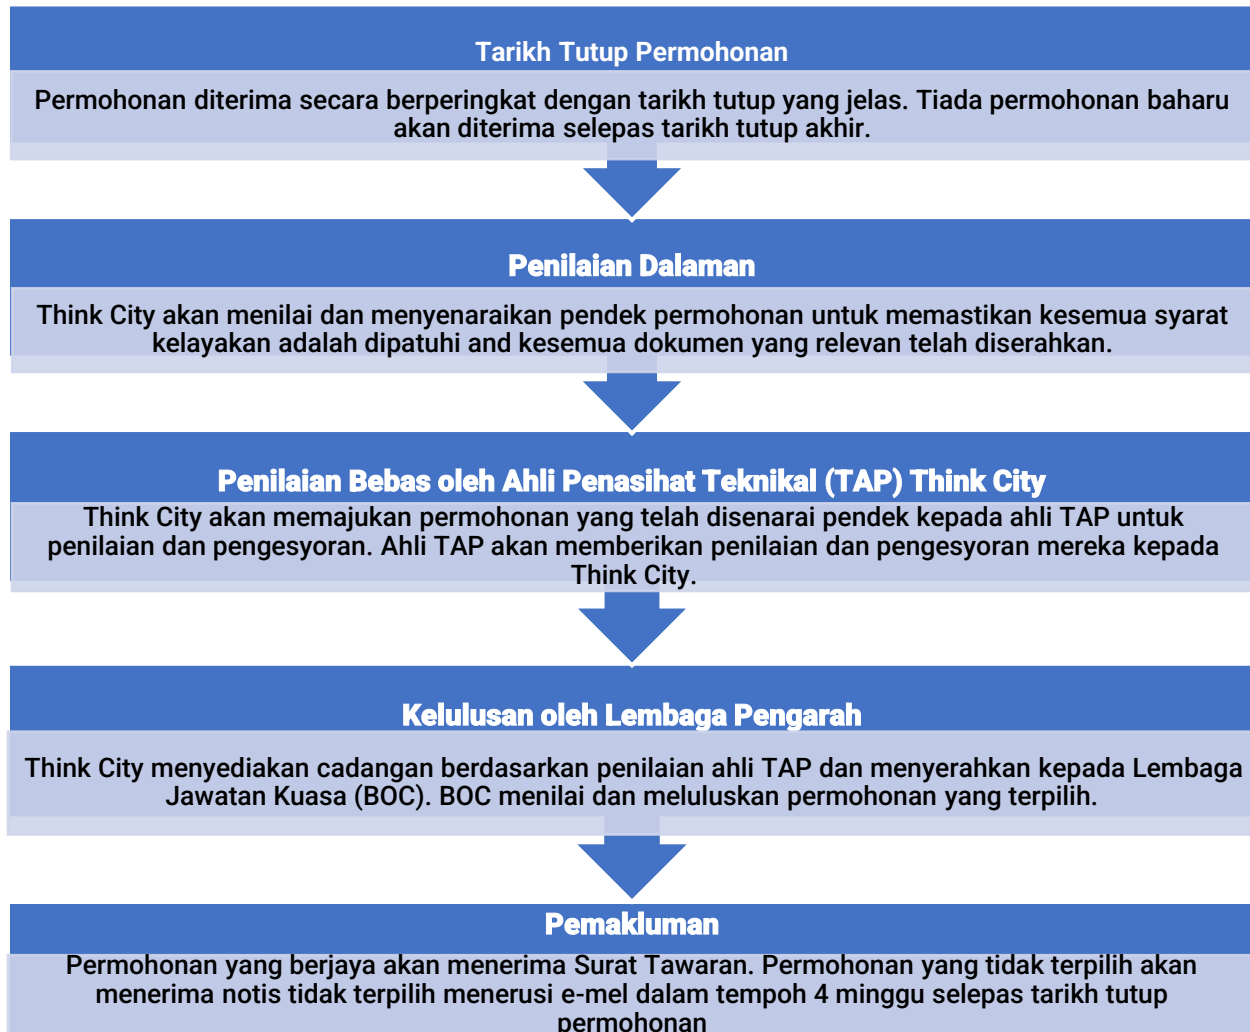 Tarikh Tutup Permohonan
Permohonan diterima secara berperingkat dengan tarikh tutup yang jelas. Tiada permohonan baharu
akan diterima selepas tarikh tutup akhir.
Penilaian Dalaman
Think City akan menilai dan menyenaraikan pendek permohonan untuk memastikan kesemua syarat
kelayakan adalah dipatuhi and kesemua dokumen yang relevan telah diserahkan.
Penilaian Bebas oleh Ahli Penasihat Teknikal (TAP) Think City
Think City akan memajukan permohonan yang telah disenarai pendek kepada ahli TAP untuk
penilaian dan pengesyoran. Ahli TAP akan memberikan penilaian dan pengesyoran mereka kepada
Think City.
Kelulusan oleh Lembaga Pengarah
Think City menyediakan cadangan berdasarkan penilaian ahli TAP dan menyerahkan kepada Lembaga
Jawatan Kuasa (BOC). BOC menilai dan meluluskan permohonan yang terpilih.
Pemakluman
Permohonan yang berjaya akan menerima Surat Tawaran. Permohonan yang tidak terpilih akan
menerima notis tidak terpilih menerusi e-mel dalam tempoh 4 minggu selepas tarikh tutup
permohonan